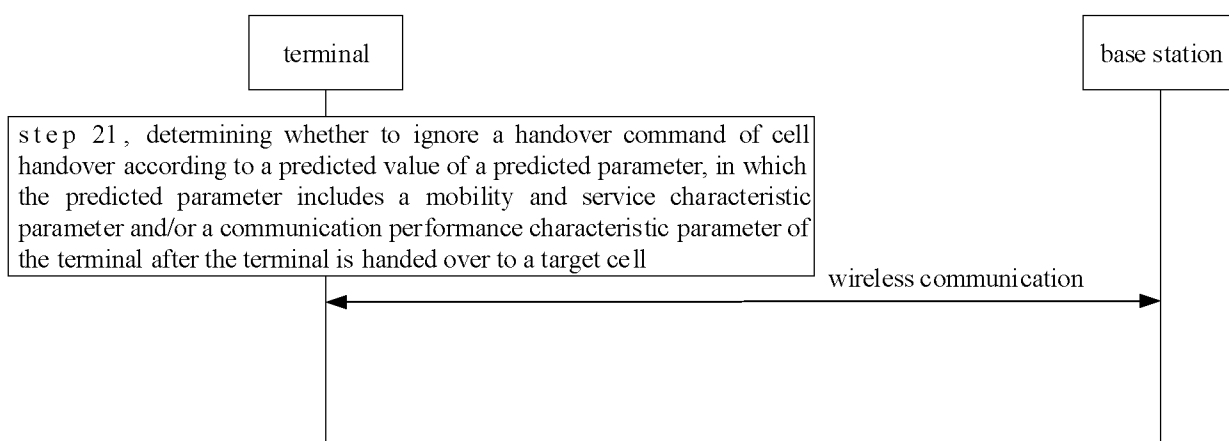 terminal
base station
step 21, determining whether to ignore a handover command of cell
handover according to a predicted value of a predicted parameter, in which
the predicted parameter includes a mobility and service characteristic
parameter and/or a communication performance characteristic parameter of
the terminal after the terminal is handed over to a target cell
wireless communication